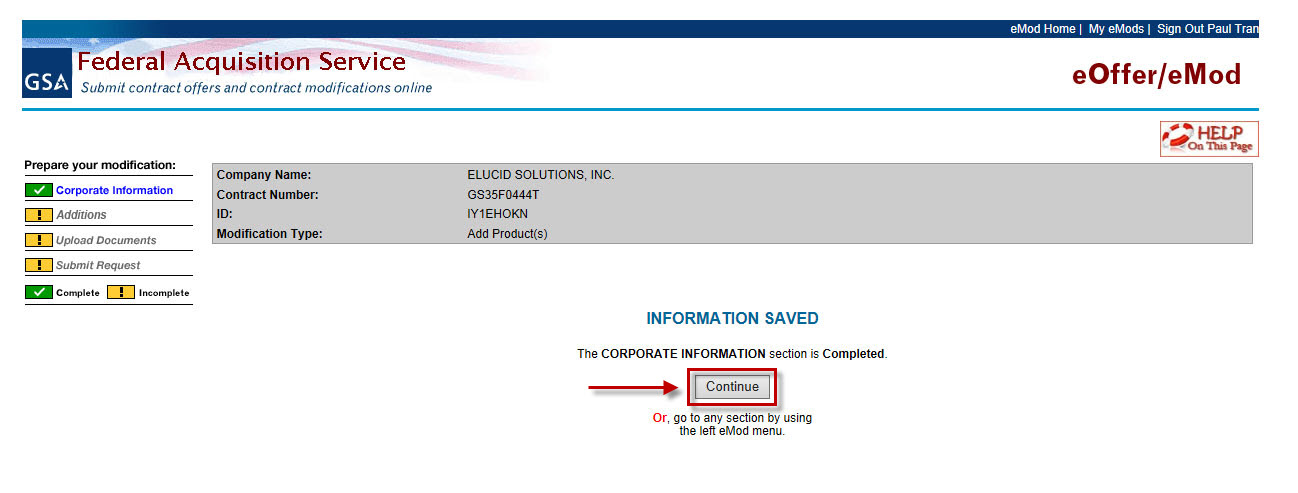 eMod Home | My eMods | Sign Out Paul Tran
GSA
Federal Acquisition Service
Submit contract offers and contract modifications online
eOffer/eMod
HELP
On This Page
Prepare your modification:
Corporate Information
! Additions
! Upload Documents
! Submit Request
Complete ! Incomplete
Company Name: ELUCID SOLUTIONS, INC.
Contract Number: GS35F0444T
ID: IY1EHOKN
Modification Type: Add Product(s)
INFORMATION SAVED
The CORPORATE INFORMATION section is Completed.
Continue
Or, go to any section by using
the left eMod menu.